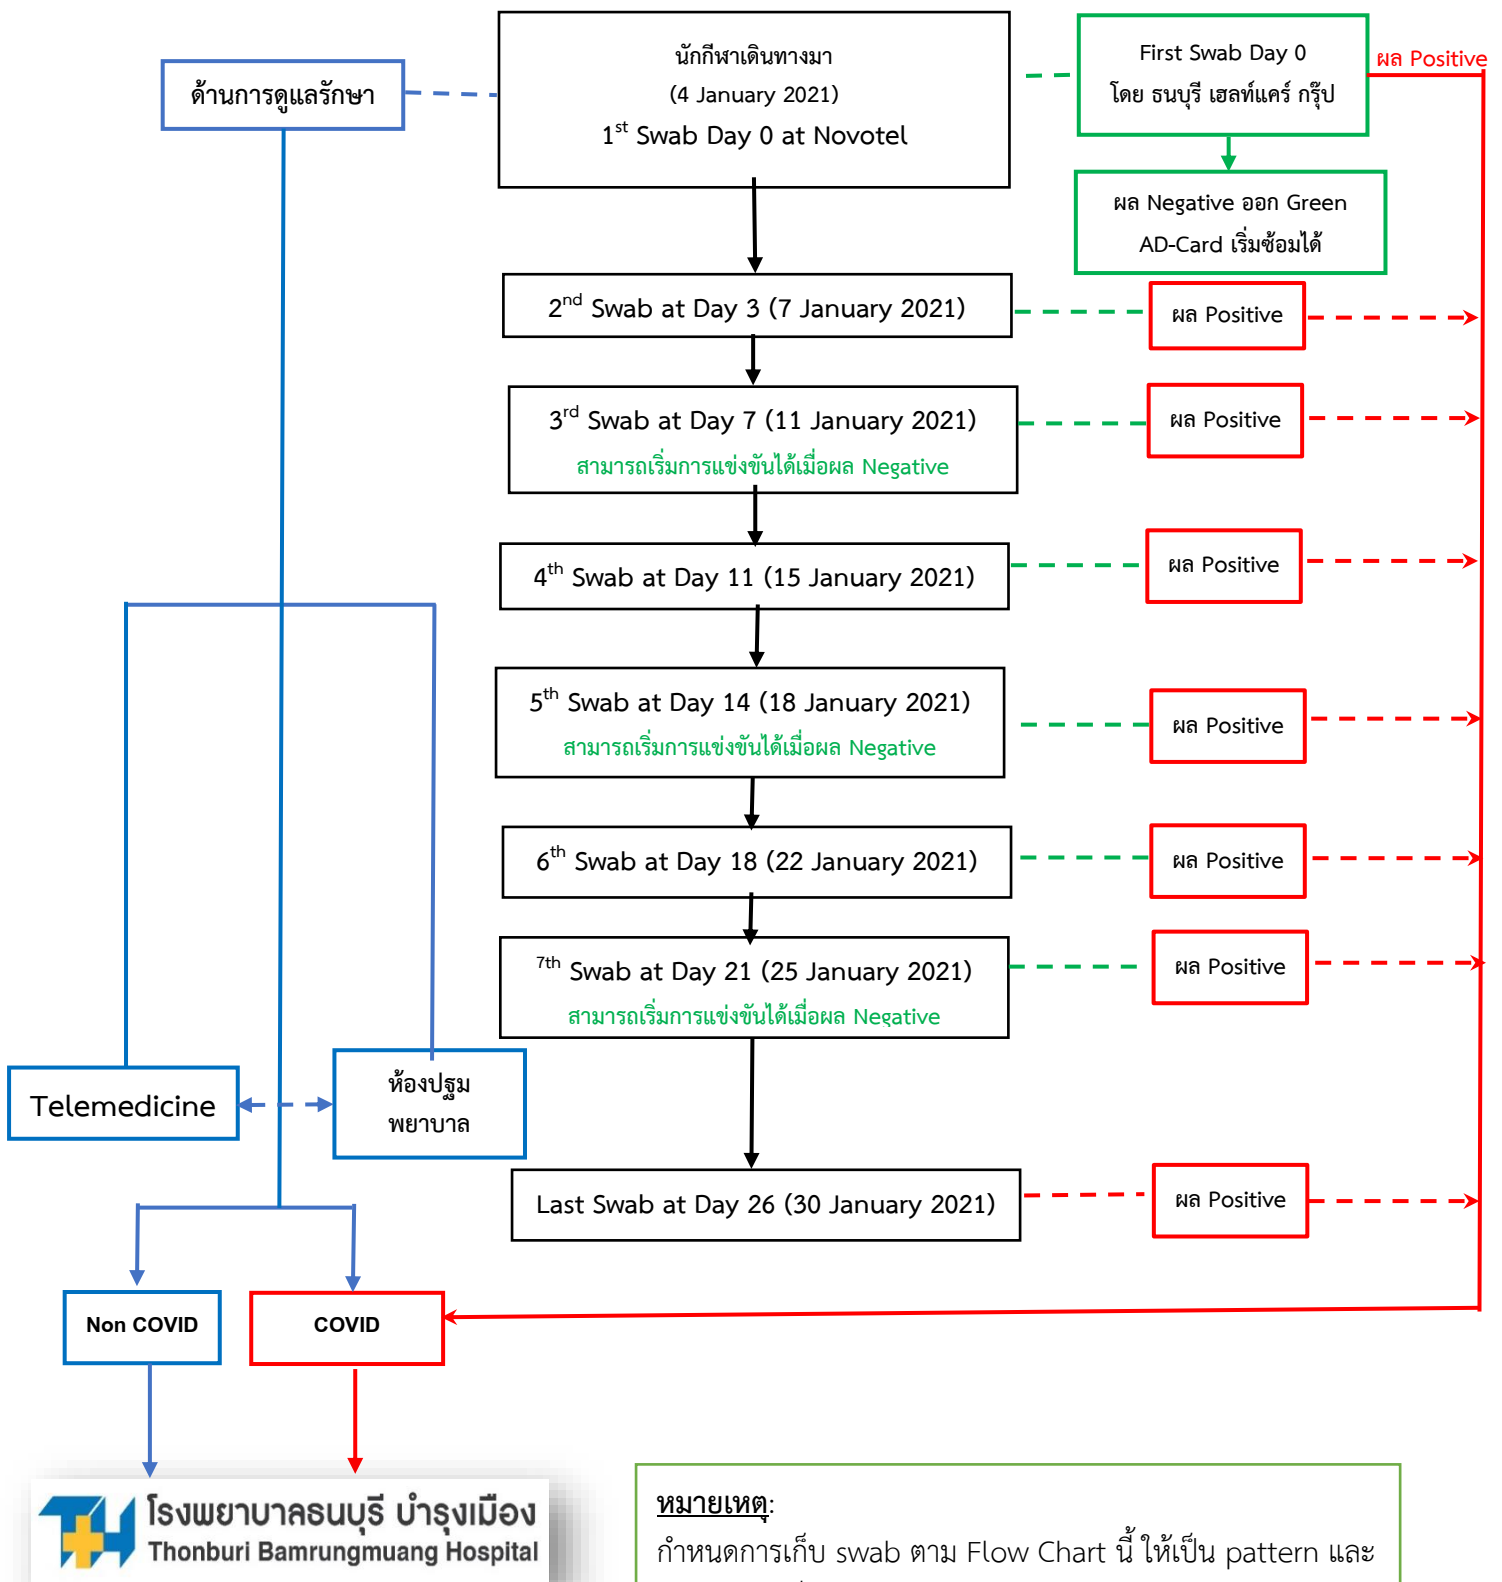 นักกีฬาเดินทางมา
(4 January 2021)
1st Swab Day 0 at Novotel
ด้านการดูแลรักษา
First Swab Day 0
โดย ธนบุรี เฮลท์แคร์ กรุ๊ป
ผล Positive
ผล Negative ออก Green
AD-Card เริ่มซ้อมได้
2nd Swab at Day 3 (7 January 2021)
ผล Positive
3rd Swab at Day 7 (11 January 2021)
สามารถเริ่มการแข่งขันได้เมื่อผล Negative
ผล Positive
4th Swab at Day 11 (15 January 2021)
ผล Positive
5th Swab at Day 14 (18 January 2021)
สามารถเริ่มการแข่งขันได้เมื่อผล Negative
ผล Positive
6th Swab at Day 18 (22 January 2021)
ผล Positive
7th Swab at Day 21 (25 January 2021)
สามารถเริ่มการแข่งขันได้เมื่อผล Negative
ผล Positive
Telemedicine
ห้องปฐม
พยาบาล
Last Swab at Day 26 (30 January 2021)
ผล Positive
Non COVID
COVID
โรงพยาบาลธนบุรี บำรุงเมือง
Thonburi Bamrungmuang Hospital
หมายเหตุ:
กำหนดการเก็บ swab ตาม Flow Chart นี้ ให้เป็น pattern และ